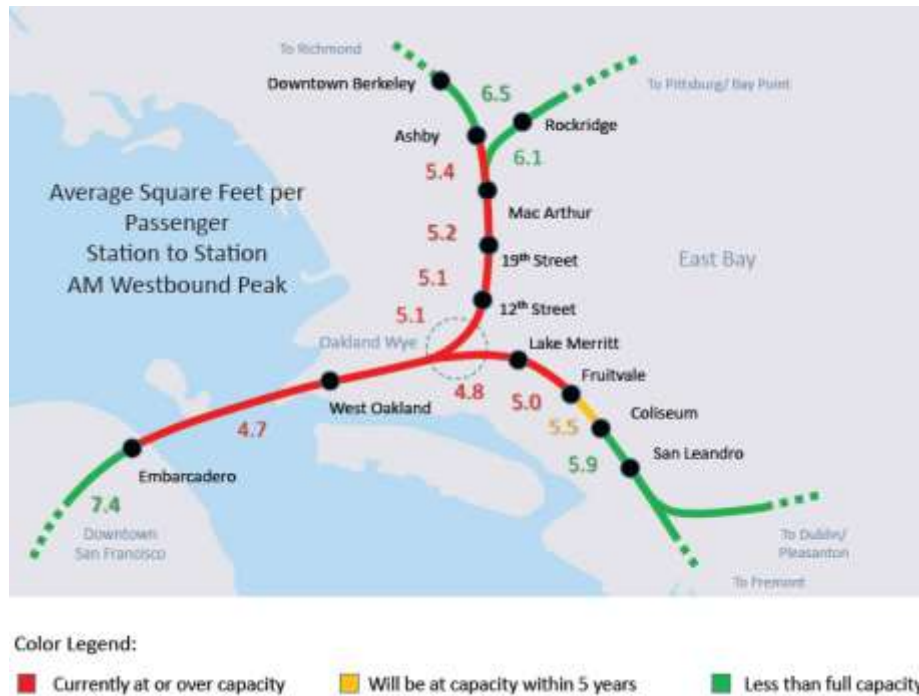 To Richmond
Downtown Berkeley
6.5
To Pittsburg/ Bay Point
Ashby
Rockridge
6.1
5.4
Average Square Feet per
Passenger
Station to Station
AM Westbound Peak
Mac Arthur
5.2
19th Street
East Bay
5.1
12th Street
5.1
Oakland Wye
Lake Merritt
Fruitvale
4.8
5.0
West Oakland
Coliseum
5.5
4.7
San Leandro
5.9
Embarcadero
7.4
Downtown
San Francisco
To Dublin/
Pleasanton
To Fremont
Color Legend:
Currently at or over capacity
Will be at capacity within 5 years
Less than full capacit